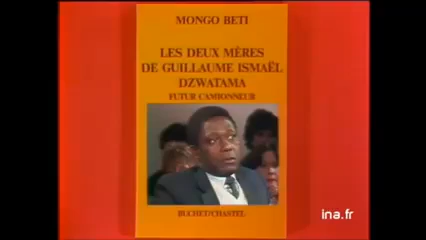 MONGO BETI
LES DEUX MÈRES
DE GUILLAUME ISMAËL
DZWATAMA
FUTUR CAMIONNEUR
BUCHET/CHASTEL
ina.fr